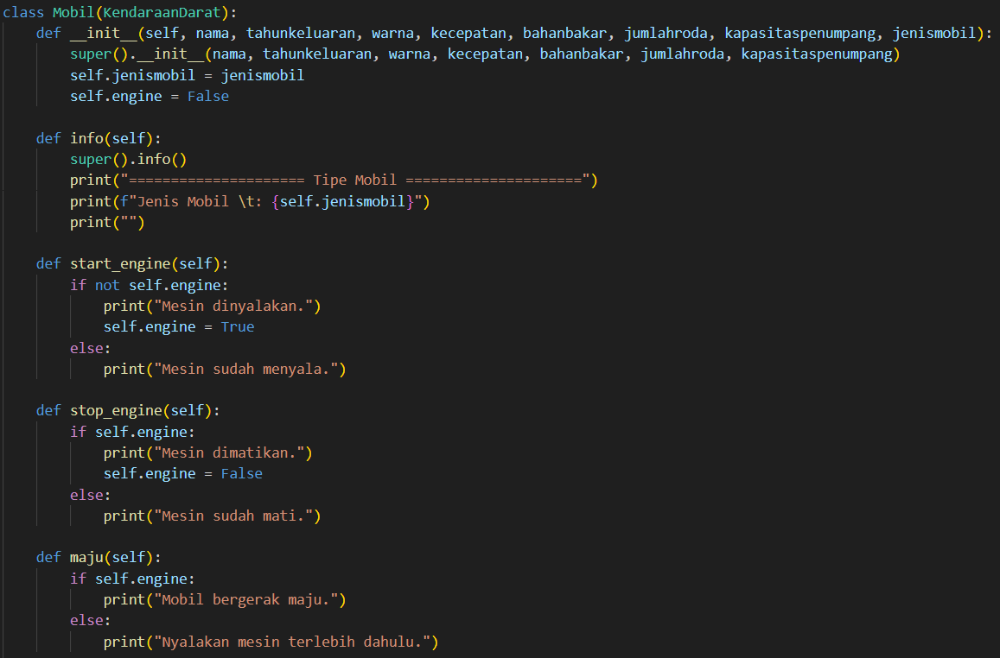 class Mobil(KendaraanDarat):
    def __init__(self, nama, tahunkeluaran, warna, kecepatan, bahanbakar, jumlahroda, kapasitaspenumpang, jenismobil):
        super().__init__(nama, tahunkeluaran, warna, kecepatan, bahanbakar, jumlahroda, kapasitaspenumpang)
        self.jenismobil = jenismobil
        self.engine = False

    def info(self):
        super().info()
        print("===================== Tipe Mobil =====================")
        print(f"Jenis Mobil \t: {self.jenismobil}")
        print("")

    def start_engine(self):
        if not self.engine:
            print("Mesin dinyalakan.")
            self.engine = True
        else:
            print("Mesin sudah menyala.")

    def stop_engine(self):
        if self.engine:
            print("Mesin dimatikan.")
            self.engine = False
        else:
            print("Mesin sudah mati.")

    def maju(self):
        if self.engine:
            print("Mobil bergerak maju.")
        else:
            print("Nyalakan mesin terlebih dahulu.")